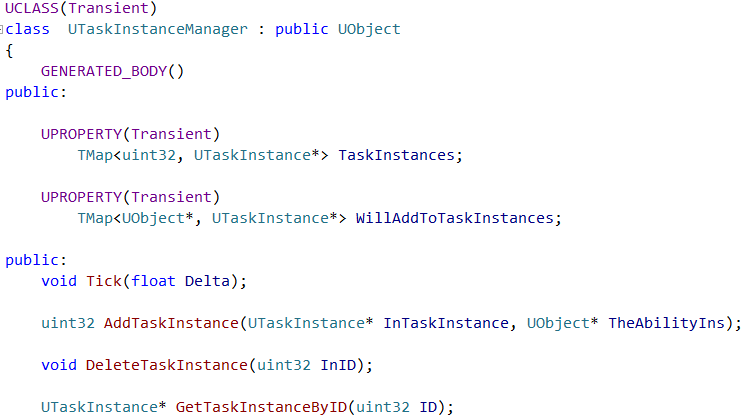 UCLASS(Transient)
class  UTaskInstanceManager : public UObject
{
    GENERATED_BODY()
public:

    UPROPERTY(Transient)
        TMap<uint32, UTaskInstance*> TaskInstances;

    UPROPERTY(Transient)
        TMap<UObject*, UTaskInstance*> WillAddToTaskInstances;

public:
    void Tick(float Delta);

    uint32 AddTaskInstance(UTaskInstance* InTaskInstance, UObject* TheAbilityIns);

    void DeleteTaskInstance(uint32 InID);

    UTaskInstance* GetTaskInstanceByID(uint32 ID);